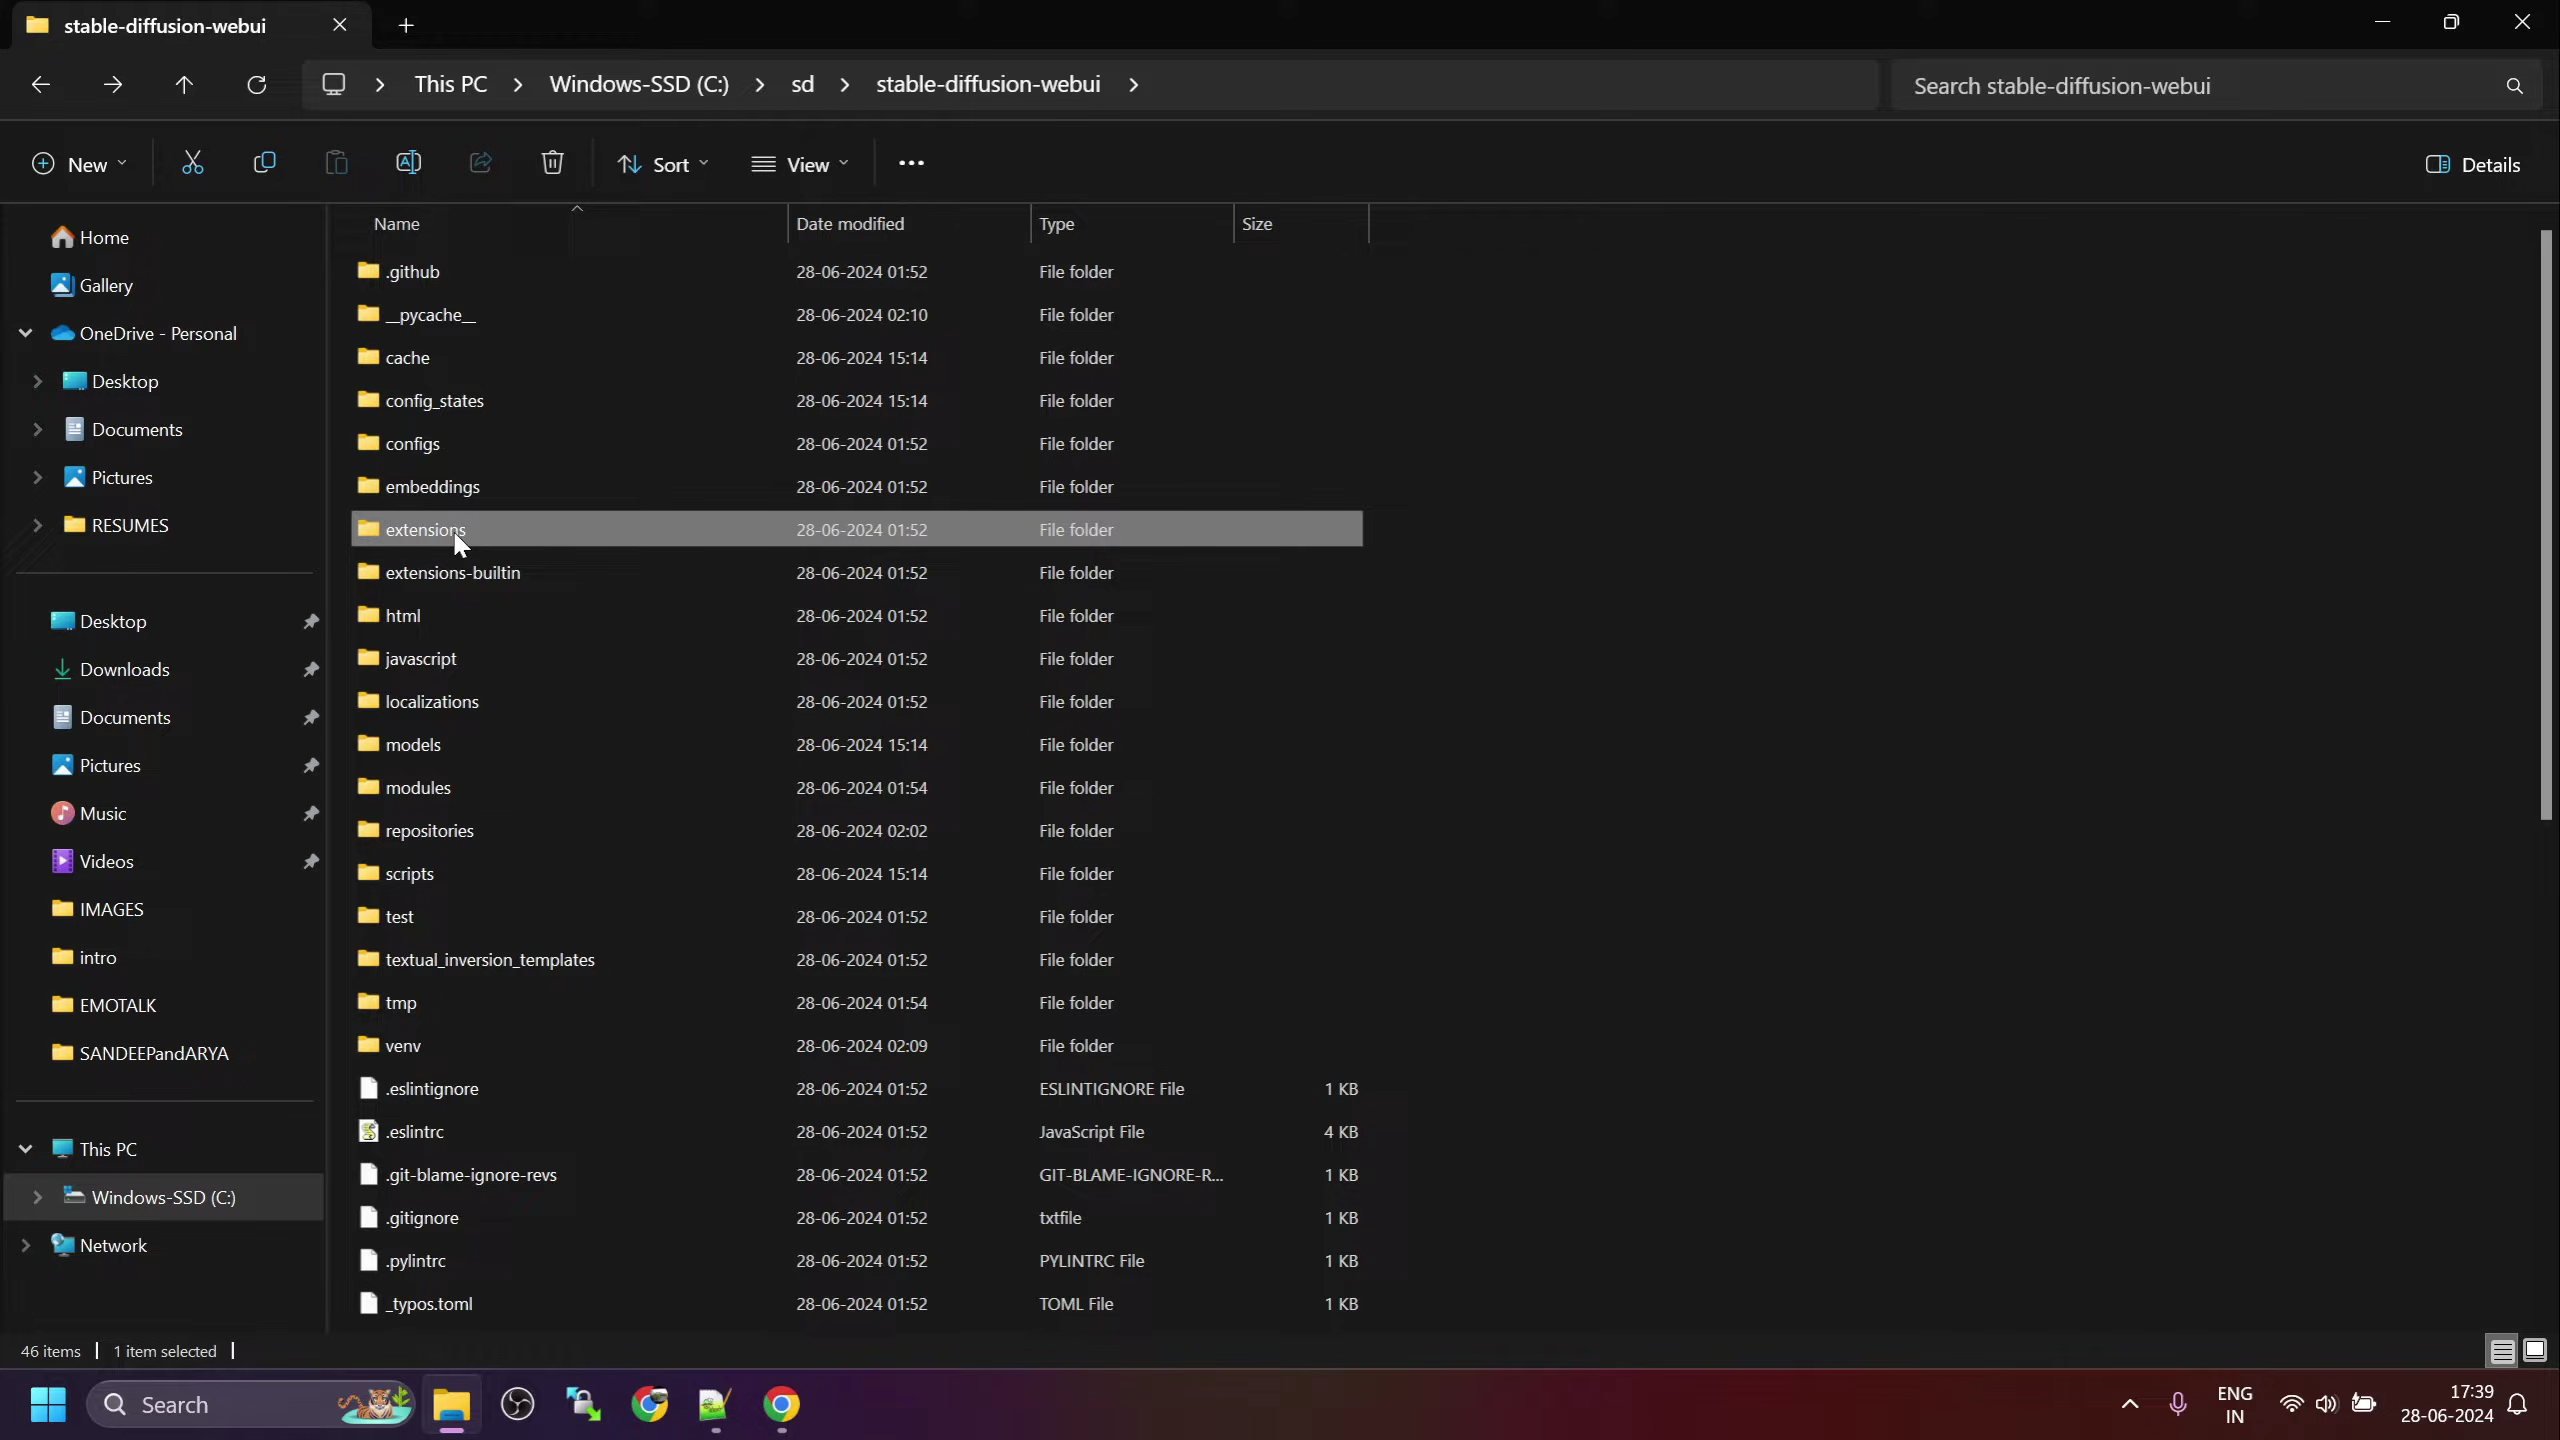 stable-diffusion-webui
This PC Windows-SSD (C:) sd stable-diffusion-webui
Search stable-diffusion-webui
New Sort View Details
Name Date modified Type Size
Home
Gallery
OneDrive - Personal
Desktop
Documents
Pictures
RESUMES
Desktop
Downloads
Documents
Pictures
Music
Videos
IMAGES
intro
EMOTALK
SANDEEPandARYA
This PC
Windows-SSD (C:)
Network
.github 28-06-2024 01:52 File folder
__pycache__ 28-06-2024 02:10 File folder
cache 28-06-2024 15:14 File folder
config_states 28-06-2024 15:14 File folder
configs 28-06-2024 01:52 File folder
embeddings 28-06-2024 01:52 File folder
extensions 28-06-2024 01:52 File folder
extensions-builtin 28-06-2024 01:52 File folder
html 28-06-2024 01:52 File folder
javascript 28-06-2024 01:52 File folder
localizations 28-06-2024 01:52 File folder
models 28-06-2024 15:14 File folder
modules 28-06-2024 01:54 File folder
repositories 28-06-2024 02:02 File folder
scripts 28-06-2024 15:14 File folder
test 28-06-2024 01:52 File folder
textual_inversion_templates 28-06-2024 01:52 File folder
tmp 28-06-2024 01:54 File folder
venv 28-06-2024 02:09 File folder
.eslintignore 28-06-2024 01:52 ESLINTIGNORE File 1 KB
.eslintrc 28-06-2024 01:52 JavaScript File 4 KB
.git-blame-ignore-revs 28-06-2024 01:52 GIT-BLAME-IGNORE-R... 1 KB
.gitignore 28-06-2024 01:52 txtfile 1 KB
.pylintrc 28-06-2024 01:52 PYLINTRC File 1 KB
_typos.toml 28-06-2024 01:52 TOML File 1 KB
46 items 1 item selected
Search
ENG
IN
17:39
28-06-2024